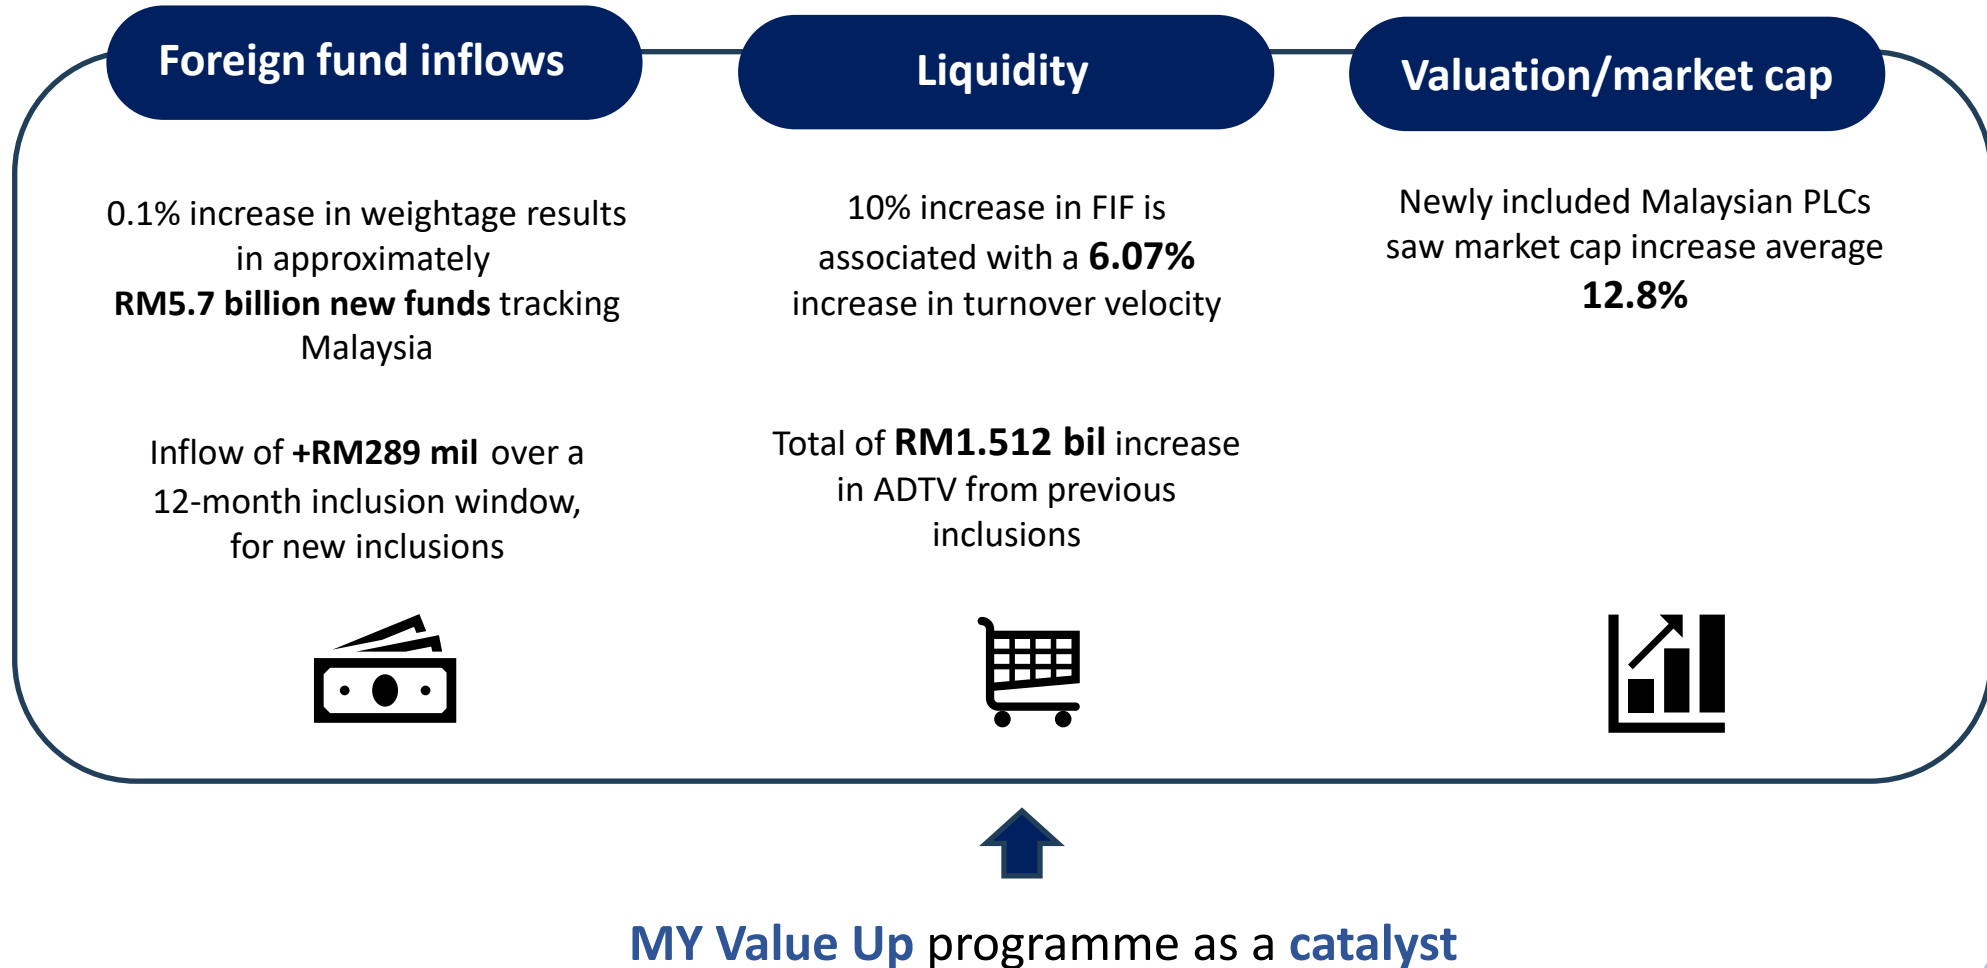 Foreign fund inflows
0.1% increase in weightage results
in approximately
RM5.7 billion new funds tracking
Malaysia
Inflow of +RM289 mil over a
12-month inclusion window,
for new inclusions
Liquidity
10% increase in FIF is
associated with a 6.07%
increase in turnover velocity
Total of RM1.512 bil increase
in ADTV from previous
inclusions
Valuation/market cap
Newly included Malaysian PLCs
saw market cap increase average
12.8%
MY Value Up programme as a catalyst